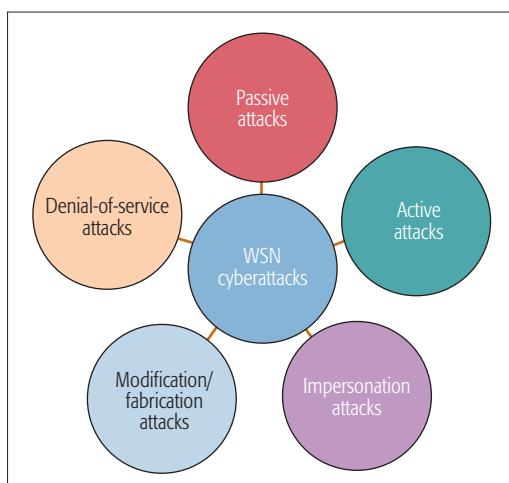 Passive
attacks
Denial-of-service
attacks
Active
attacks
WSN
cyberattacks
Modification/
fabrication
attacks
Impersonation
attacks